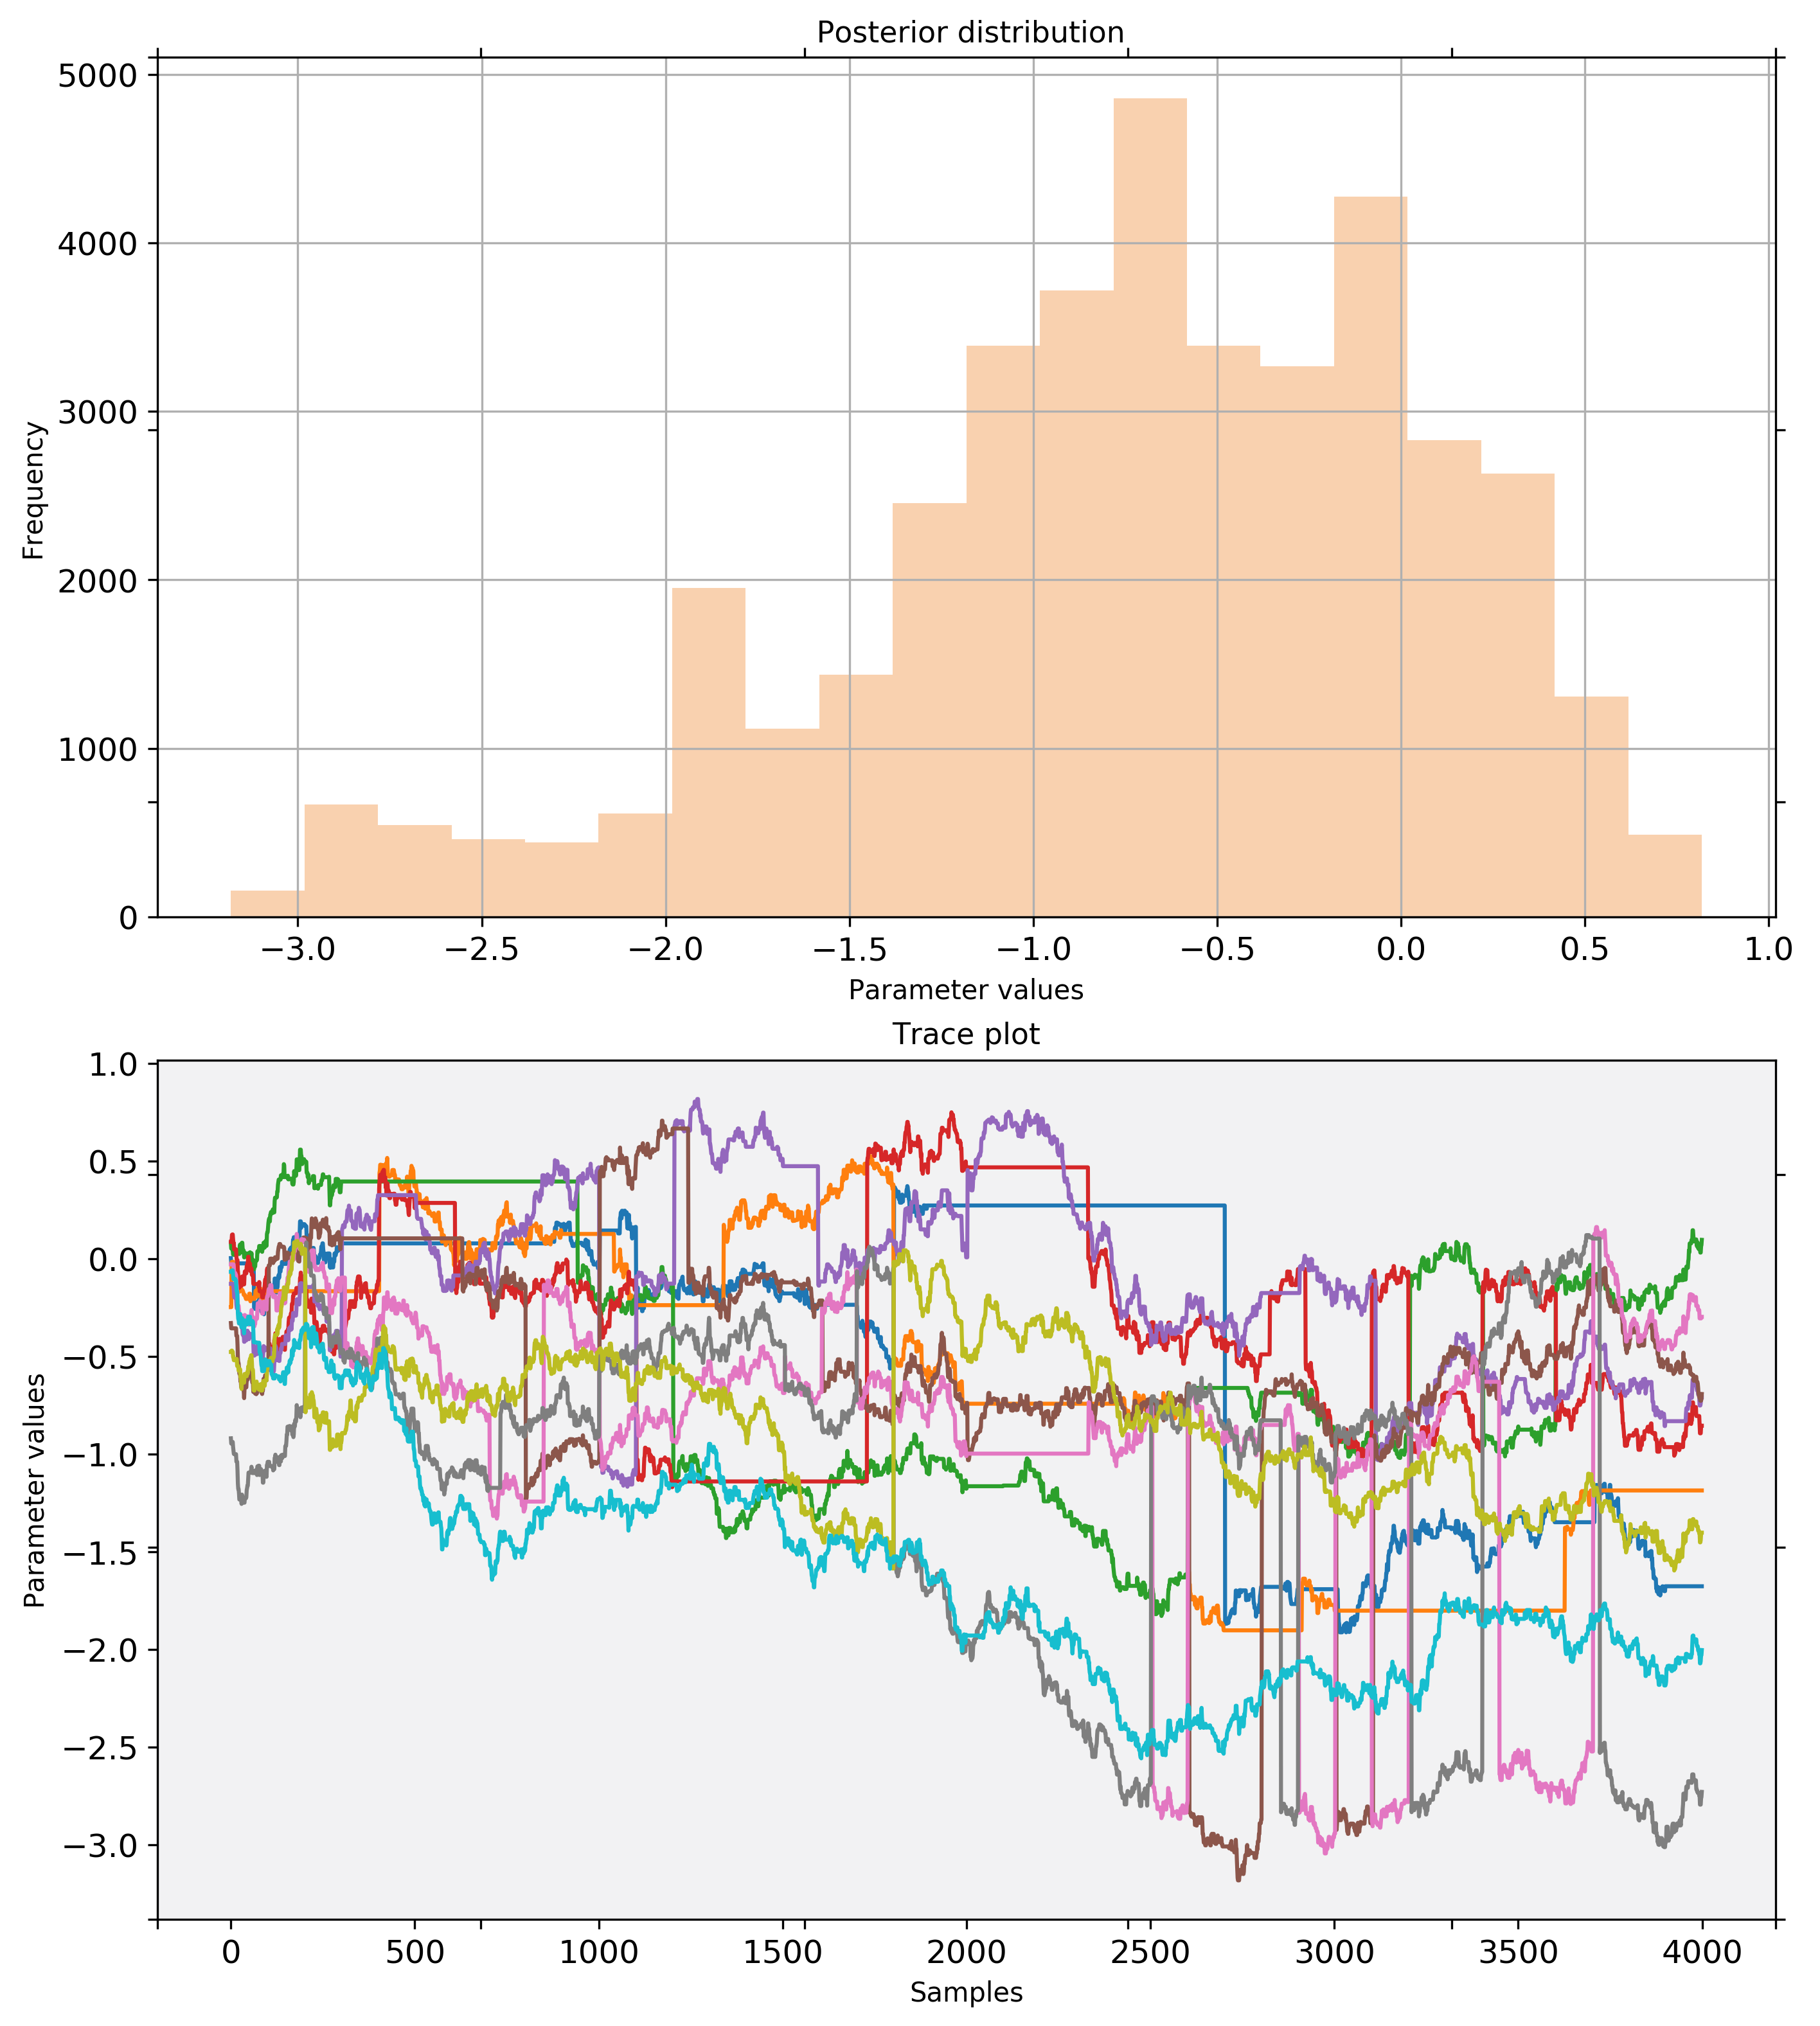 Posterior distribution
5000
4000
3000
2000
1000
0
Frequency
−3.0 −2.5 −2.0 −1.5 −1.0 −0.5 0.0 0.5 1.0
Parameter values
Trace plot
1.0
0.5
0.0
−0.5
−1.0
−1.5
−2.0
−2.5
−3.0
Parameter values
0 500 1000 1500 2000 2500 3000 3500 4000
Samples